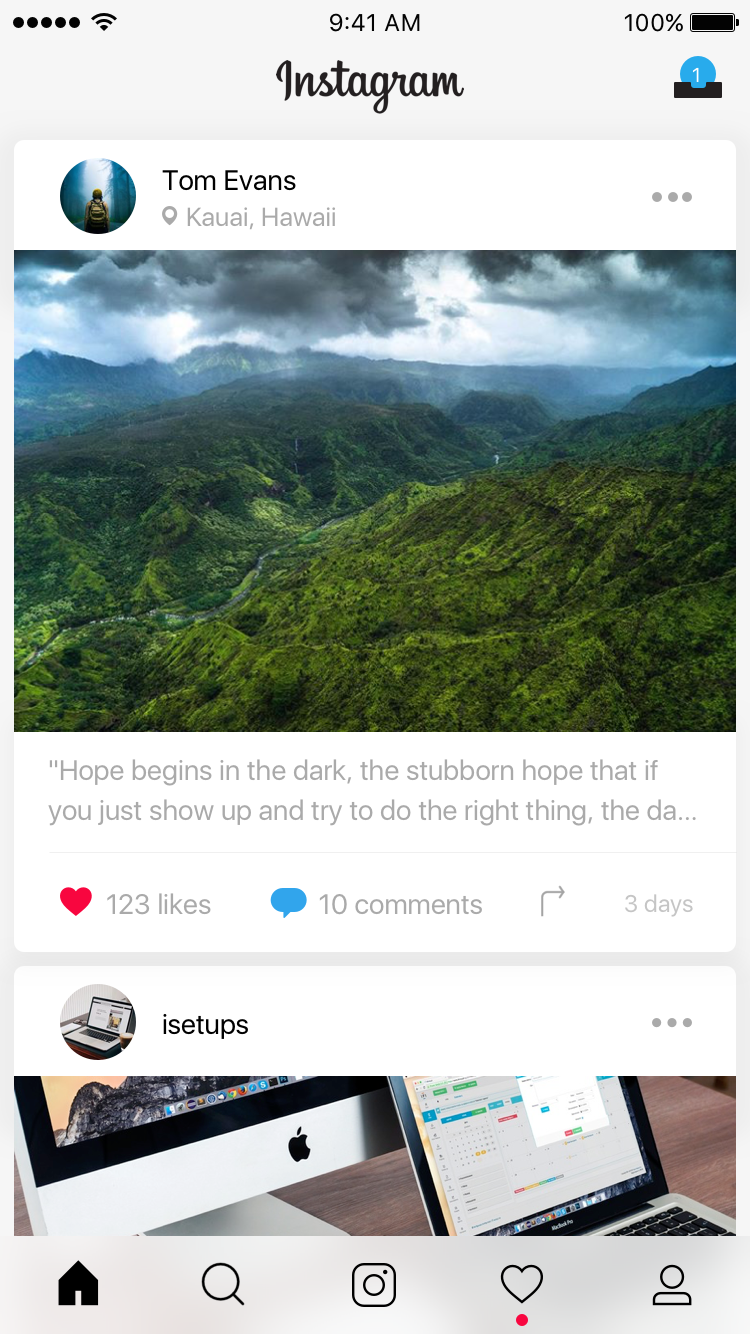 9:41 AM
100%
Instagram
1
Tom Evans
Kauai, Hawaii
"Hope begins in the dark, the stubborn hope that if
you just show up and try to do the right thing, the da...
123 likes
10 comments
3 days
isetups
MacBook Pro